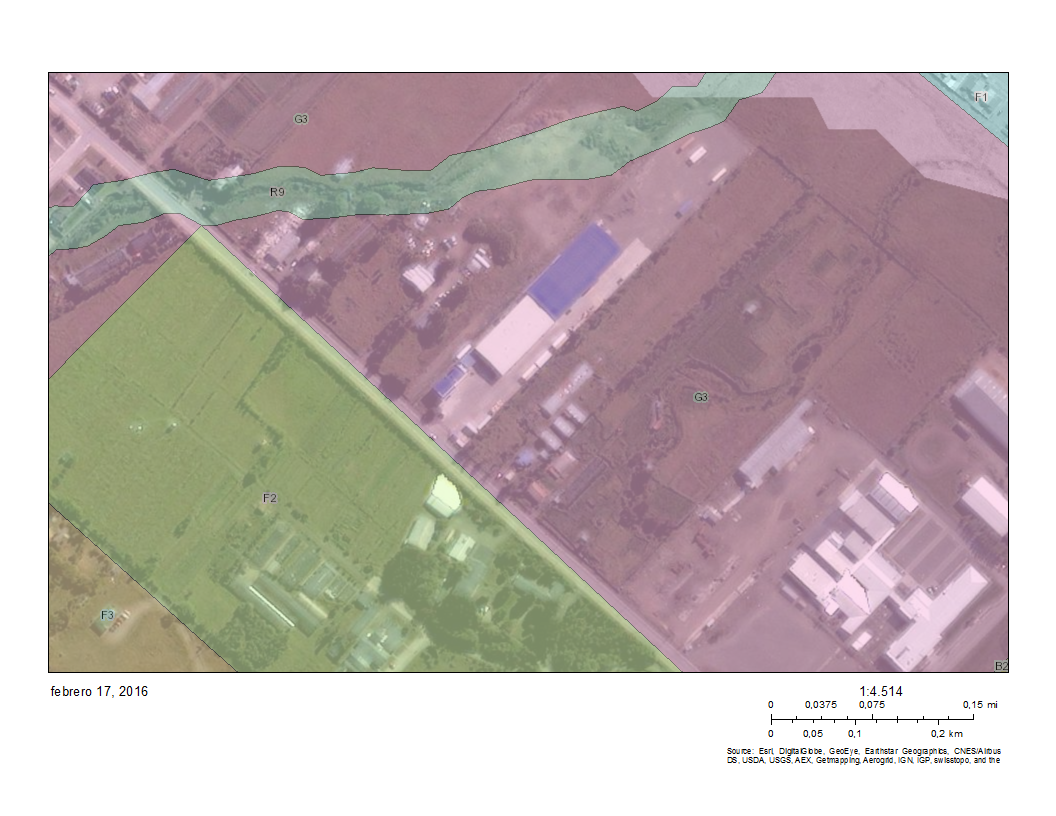 F1
G3
R9
G3
F2
F3
B2
febrero 17, 2016
1:4.514
0 0,0375 0,075 0,15 mi
0 0,05 0,1 0,2 km
Source: Esri, DigitalGlobe, GeoEye, Earthstar Geographics, CNES/Airbus
DS, USDA, USGS, AEX, Getmapping, Aerogrid, IGN, IGP, swisstopo, and the